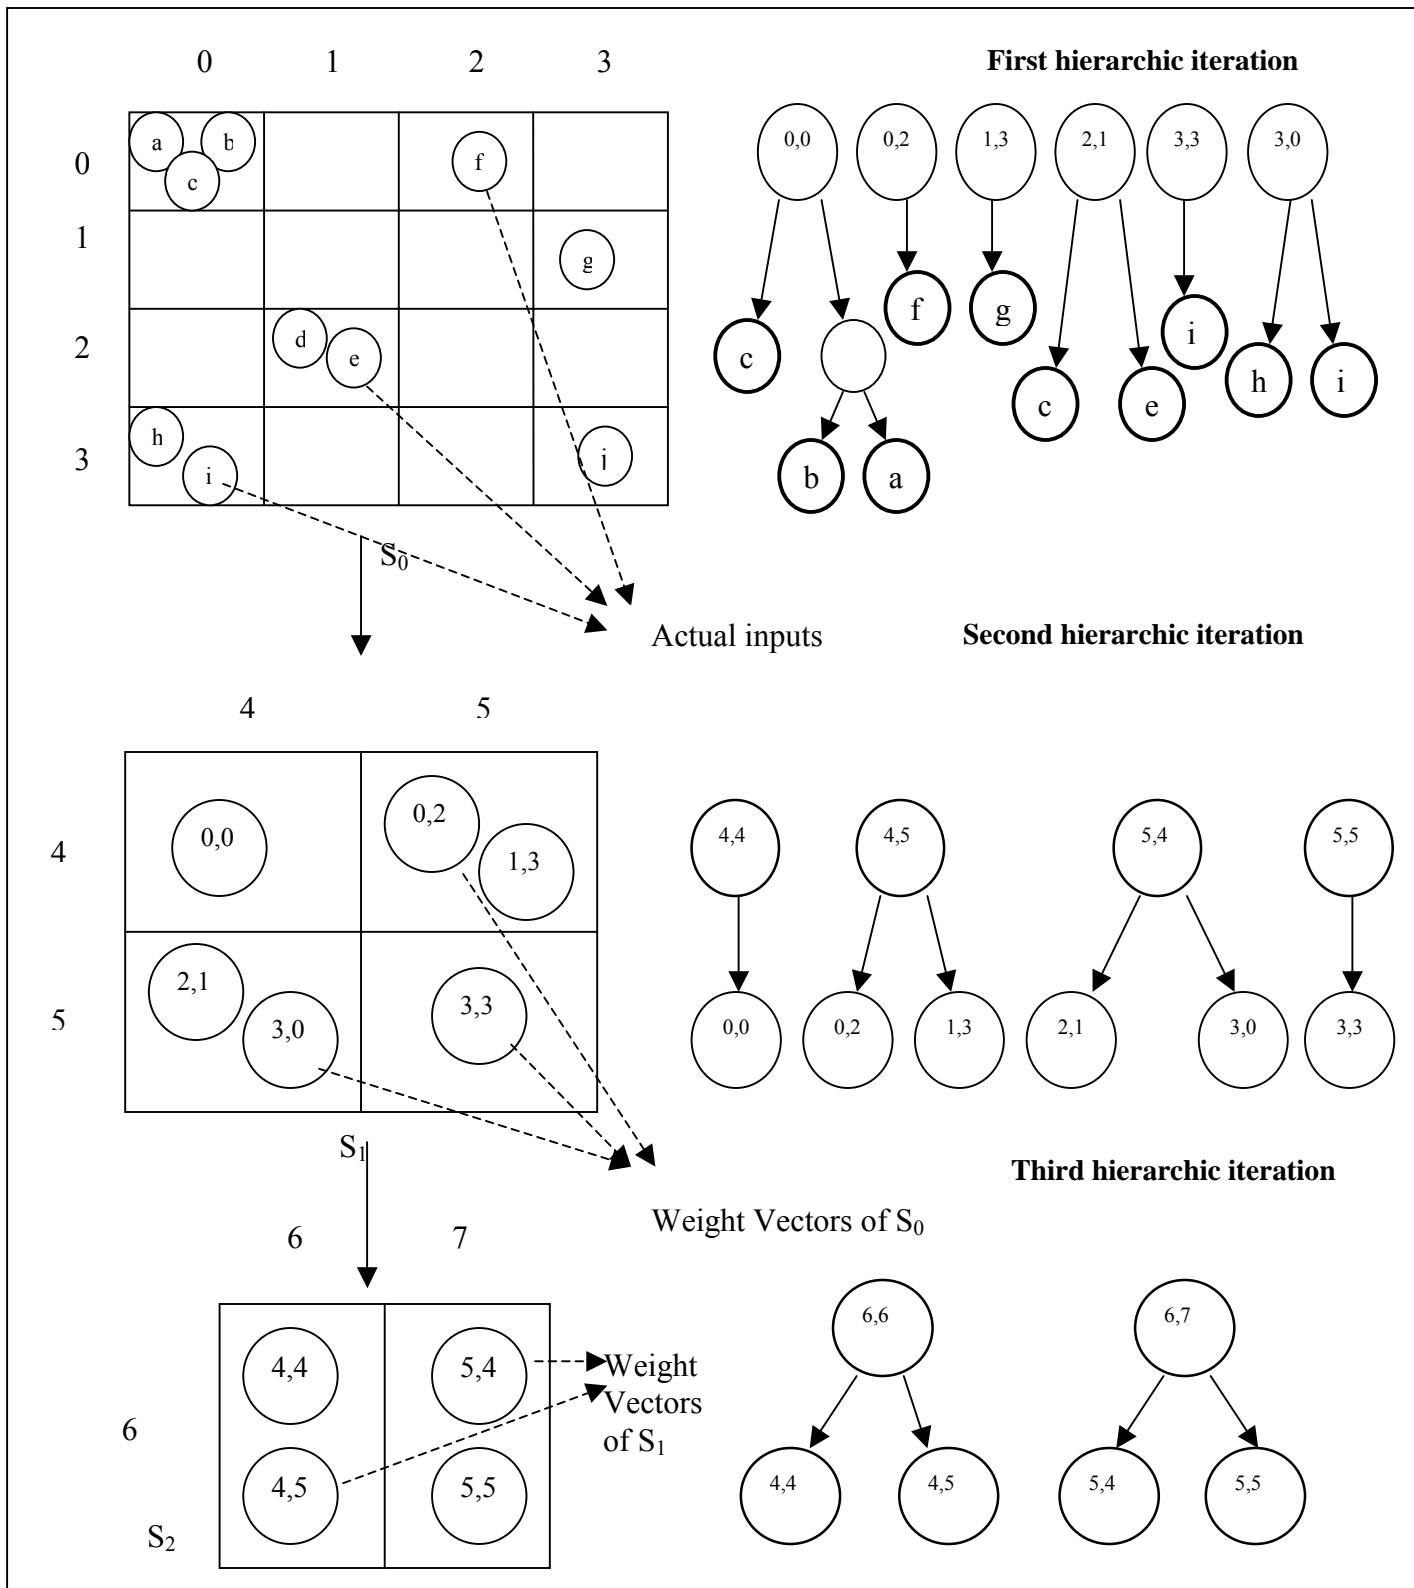 0 1 2 3
First hierarchic iteration
0
a b c f
1
g
2
d e
3
h i j
0,0 0,2 1,3 2,1 3,3 3,0
c f g c e i h i
b a
S₀
Actual inputs
Second hierarchic iteration
4 5
4
0,0 0,2 1,3
5
2,1 3,0 3,3
4,4 4,5 5,4 5,5
0,0 0,2 1,3 2,1 3,0 3,3
S₁
Weight Vectors of S₀
Third hierarchic iteration
6 7
6
4,4 5,4
4,5 5,5
S₂
Weight
Vectors
of S₁
6,6 6,7
4,4 4,5 5,4 5,5